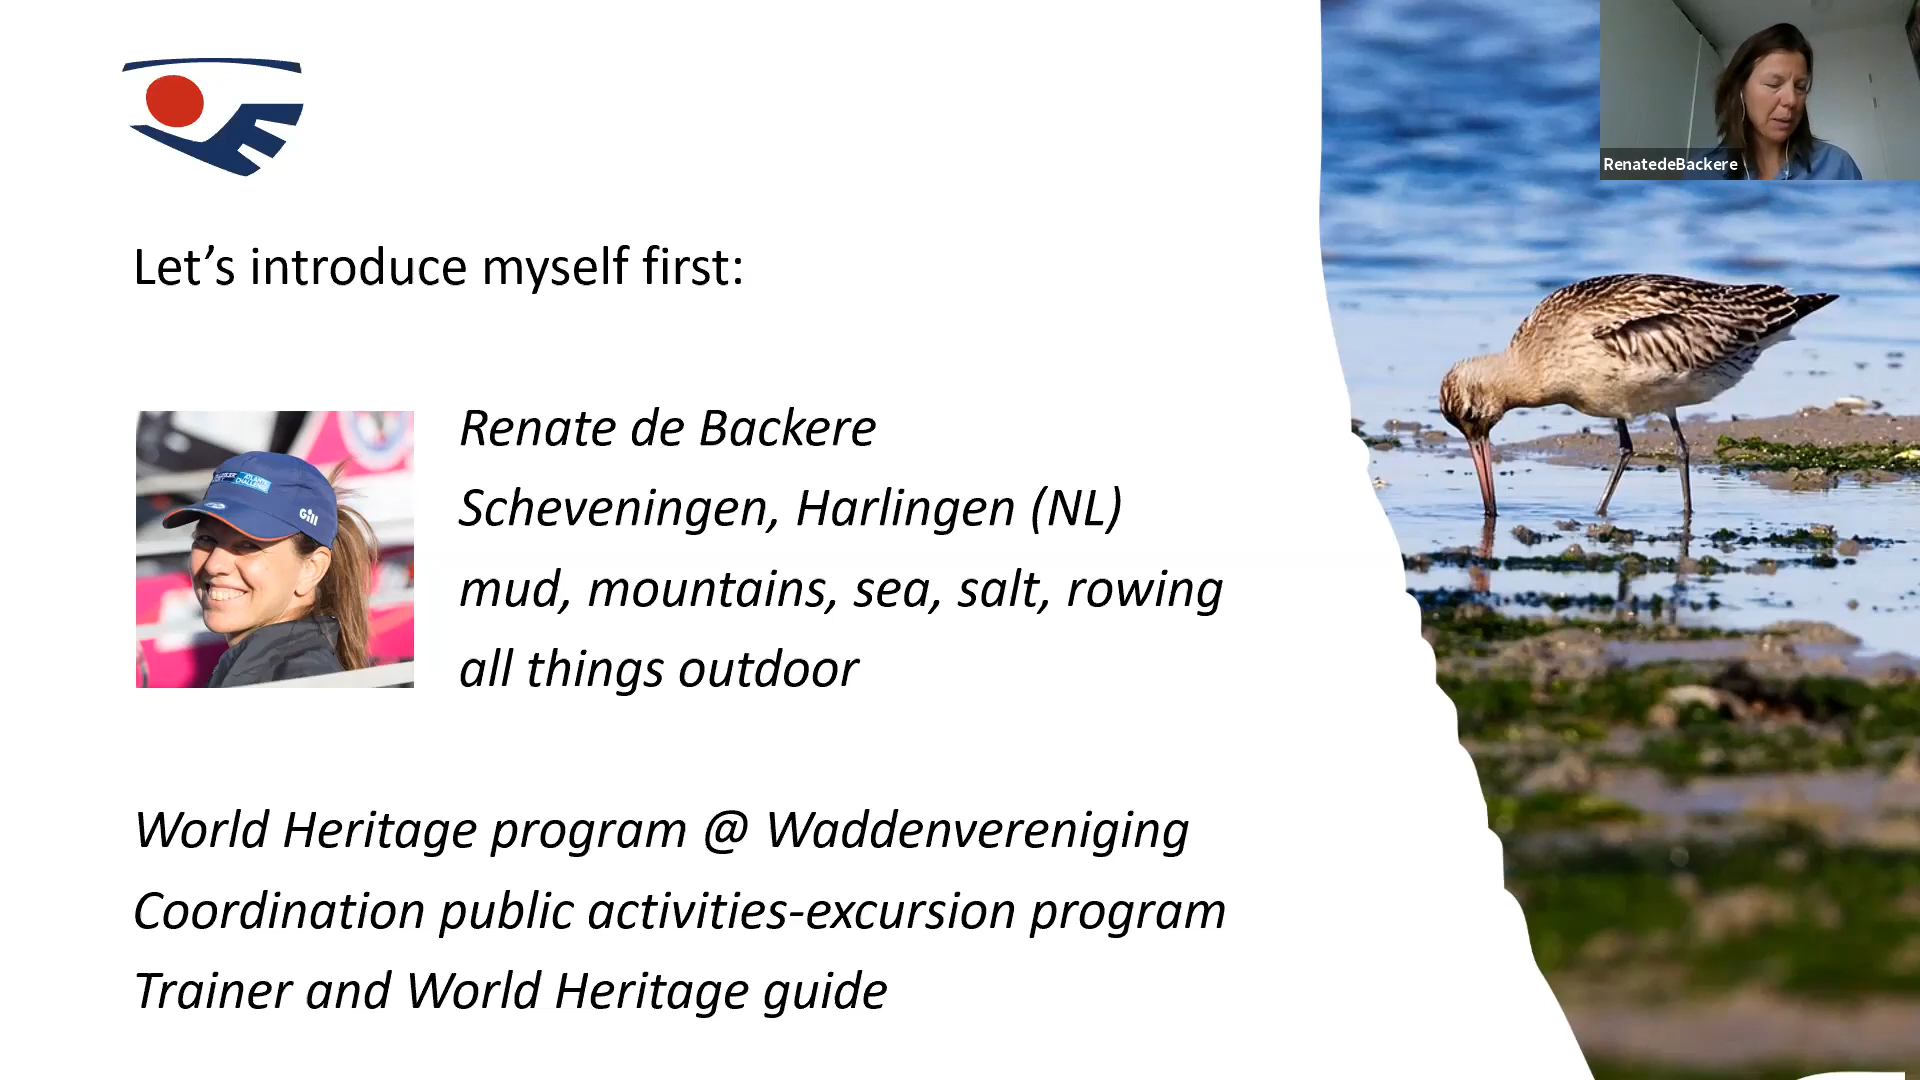 RenatedeBackere
Let’s introduce myself first:
Renate de Backere
Scheveningen, Harlingen (NL)
mud, mountains, sea, salt, rowing
all things outdoor
Gill
World Heritage program @ Waddenvereniging
Coordination public activities-excursion program
Trainer and World Heritage guide